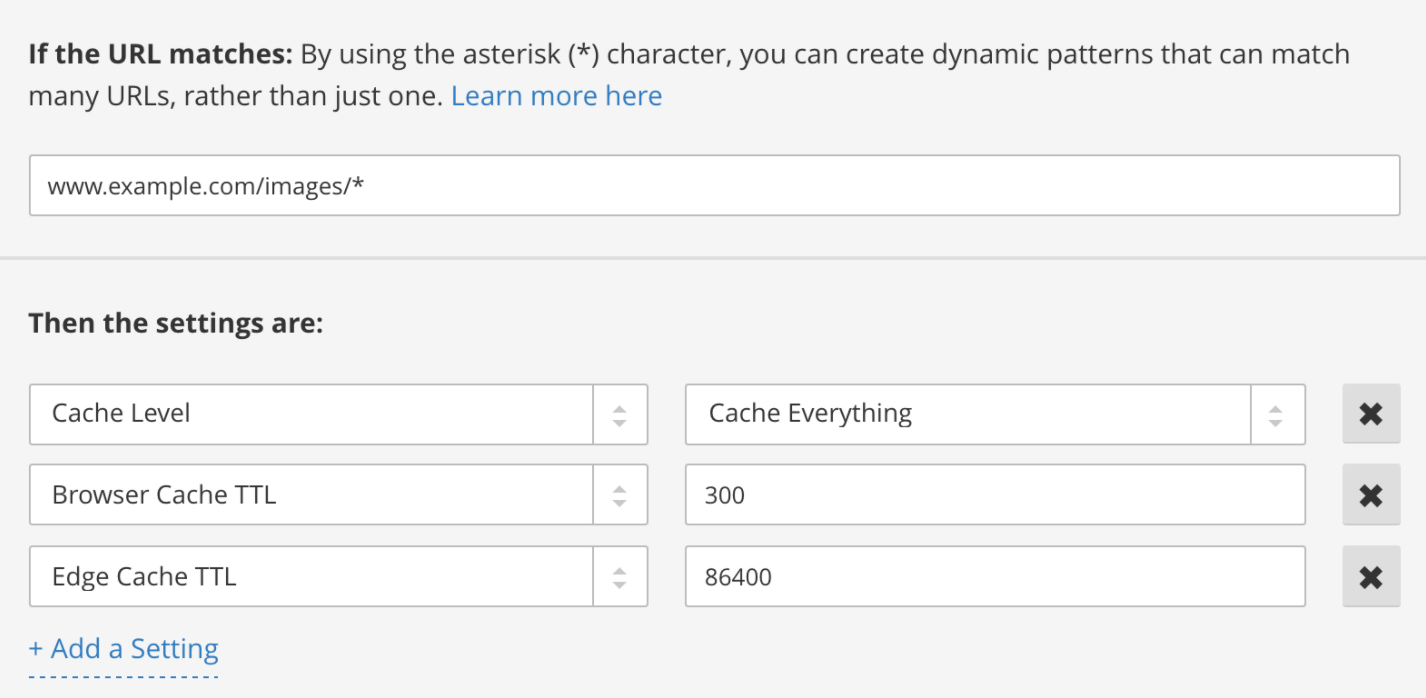 If the URL matches: By using the asterisk (*) character, you can create dynamic patterns that can match
many URLs, rather than just one. Learn more here
www.example.com/images/*
Then the settings are:
Cache Level
Cache Everything
Browser Cache TTL
300
Edge Cache TTL
86400
+ Add a Setting